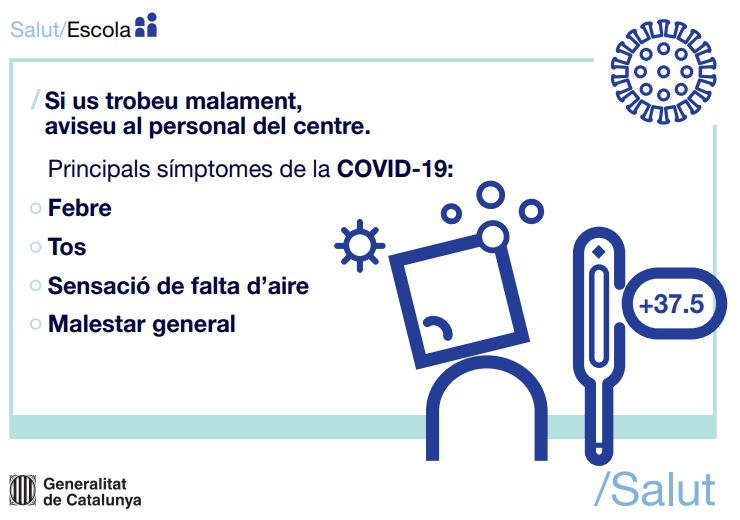 Salut/Escola
/Si us trobeu malament,
aviseu al personal del centre.
Principals símptomes de la COVID-19:
Febre
Tos
Sensació de falta d’aire
Malestar general
+37.5
Generalitat
de Catalunya
/Salut